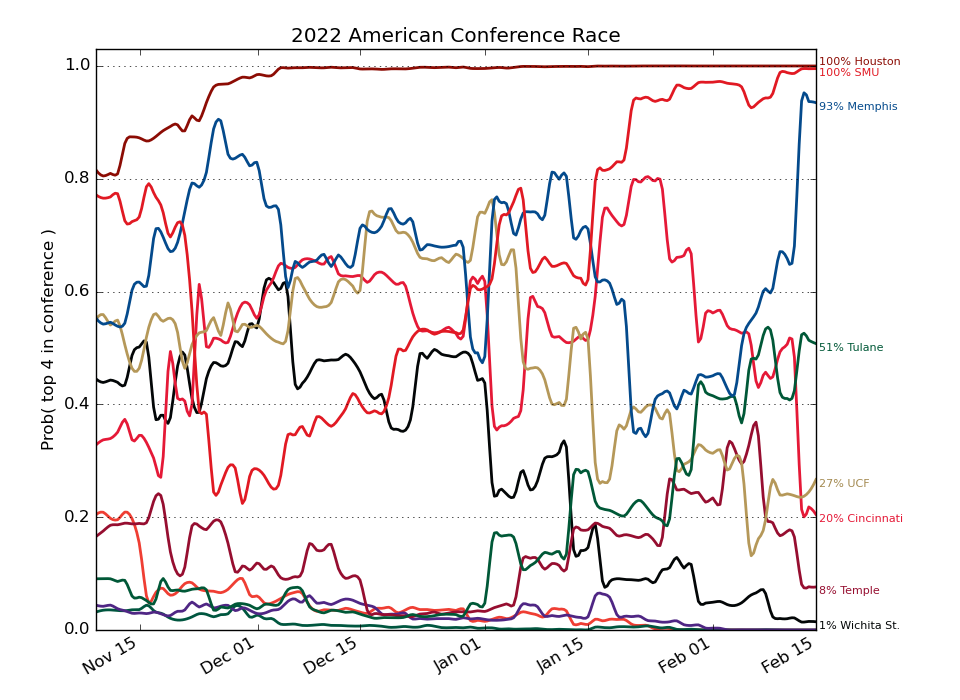 2022 American Conference Race
Prob( top 4 in conference )
1.0
0.8
0.6
0.4
0.2
0.0
Nov 15
Dec 01
Dec 15
Jan 01
Jan 15
Feb 01
Feb 15
100% Houston
100% SMU
93% Memphis
51% Tulane
27% UCF
20% Cincinnati
8% Temple
1% Wichita St.